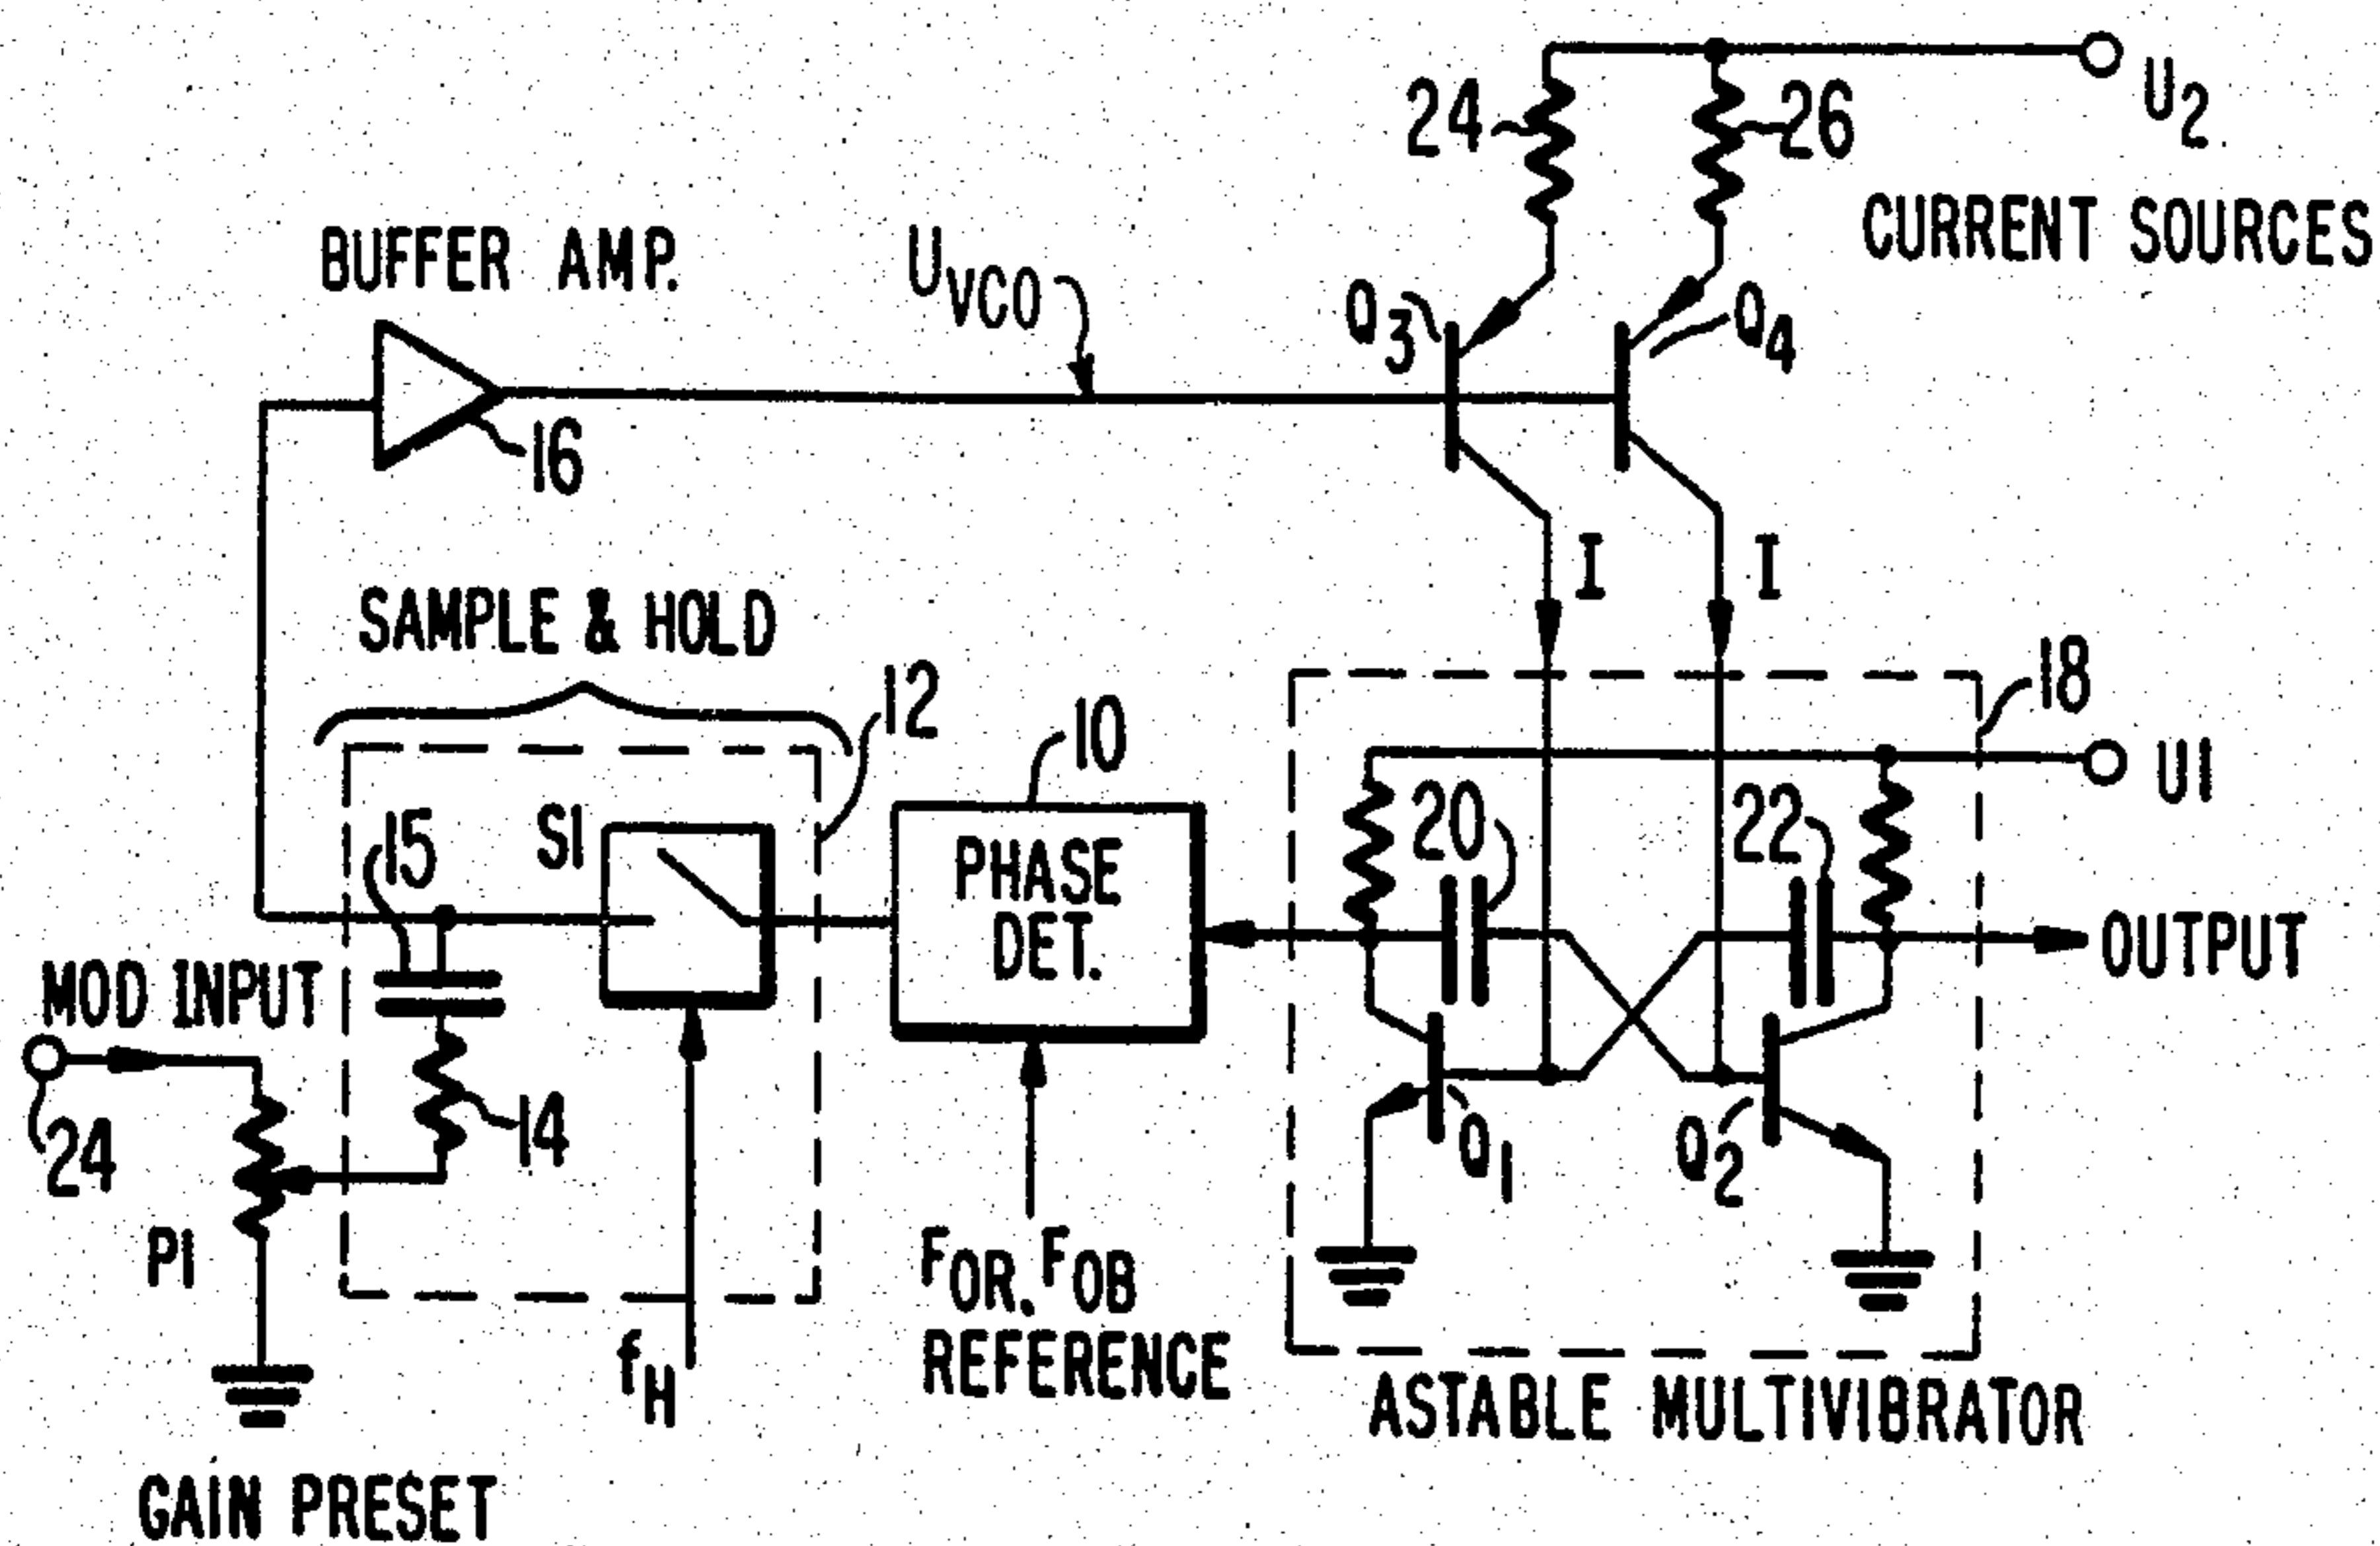 24
26
U2
CURRENT SOURCES
BUFFER AMP.
UVCO
Q3
Q4
16
I
I
SAMPLE & HOLD
12
10
18
U1
15
S1
PHASE
DET.
20
22
OUTPUT
MOD INPUT
24
14
Q1
Q2
P1
fH
FOR. FOB
REFERENCE
ASTABLE MULTIVIBRATOR
GAIN PRESET